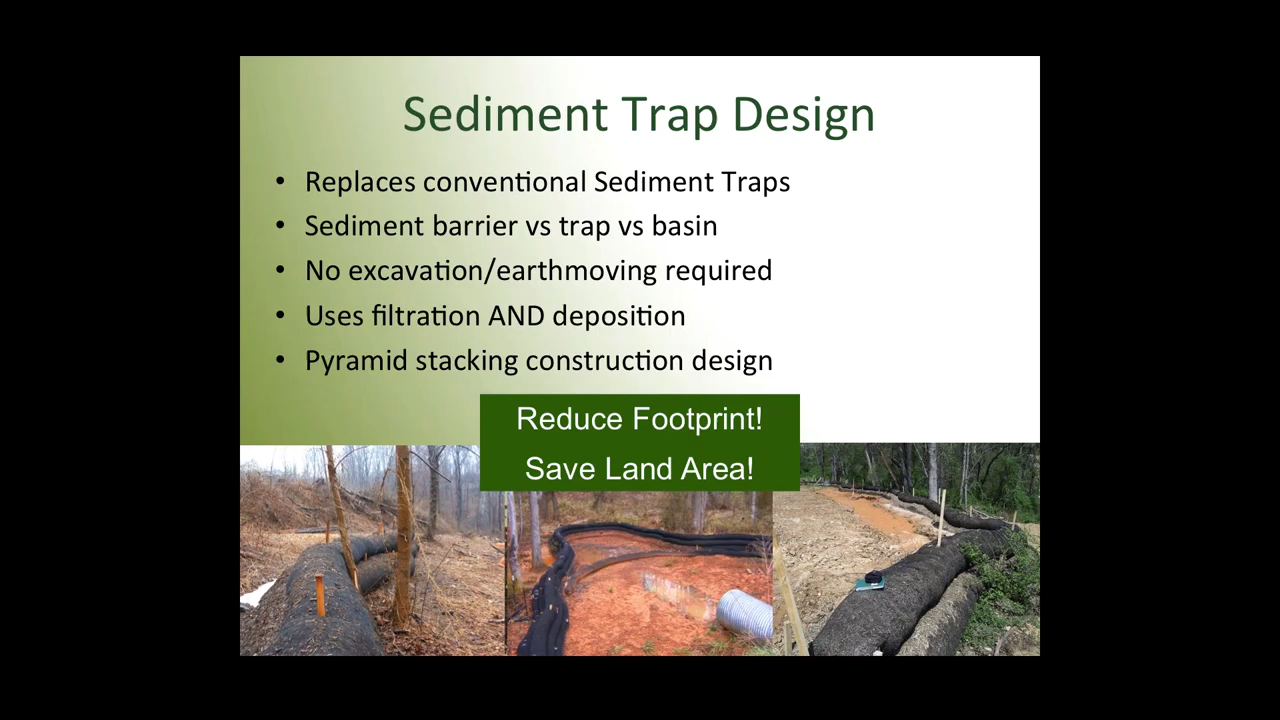 Sediment Trap Design
• Replaces conventional Sediment Traps
• Sediment barrier vs trap vs basin
• No excavation/earthmoving required
• Uses filtration AND deposition
• Pyramid stacking construction design
Reduce Footprint!
Save Land Area!